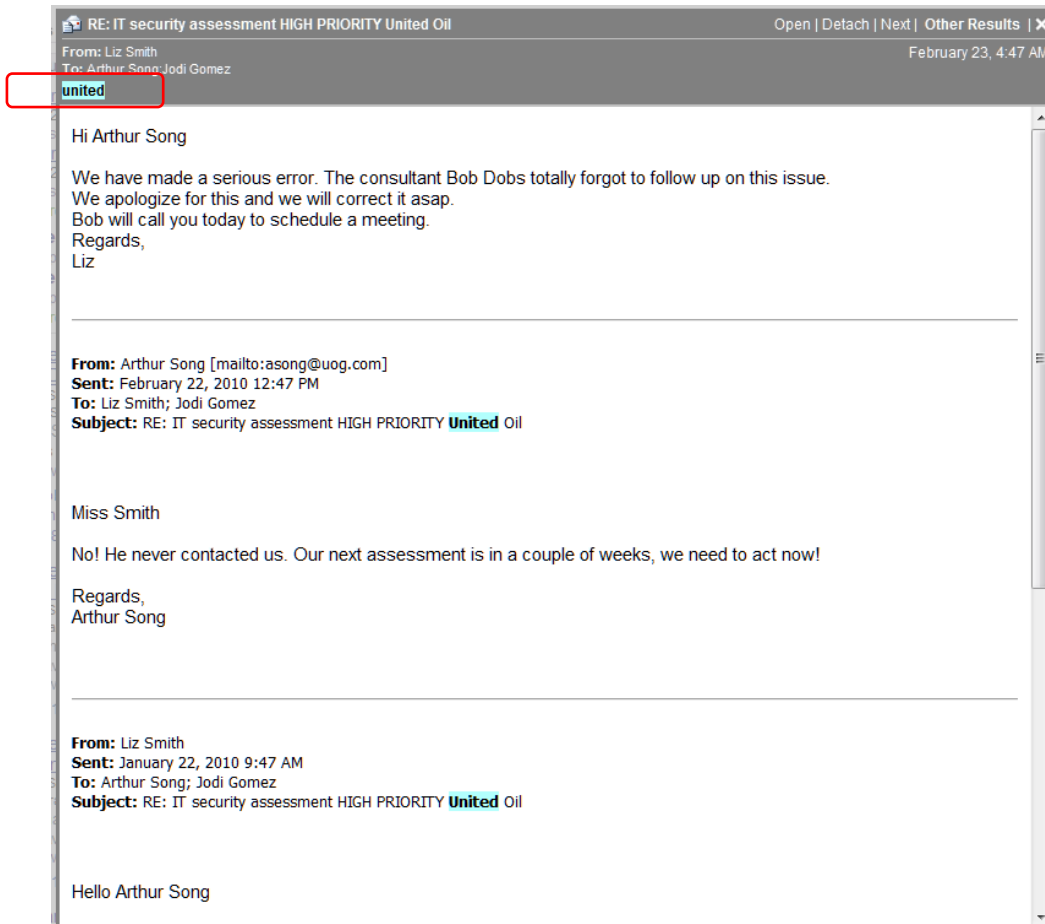 RE: IT security assessment HIGH PRIORITY United Oil Open | Detach | Next | Other Results | X
From: Liz Smith February 23, 4:47 AM
To: Arthur Song;Jodi Gomez
united
Hi Arthur Song
We have made a serious error. The consultant Bob Dobs totally forgot to follow up on this issue.
We apologize for this and we will correct it asap.
Bob will call you today to schedule a meeting.
Regards,
Liz
From: Arthur Song [mailto:asong@uog.com]
Sent: February 22, 2010 12:47 PM
To: Liz Smith; Jodi Gomez
Subject: RE: IT security assessment HIGH PRIORITY United Oil
Miss Smith
No! He never contacted us. Our next assessment is in a couple of weeks, we need to act now!
Regards,
Arthur Song
From: Liz Smith
Sent: January 22, 2010 9:47 AM
To: Arthur Song; Jodi Gomez
Subject: RE: IT security assessment HIGH PRIORITY United Oil
Hello Arthur Song